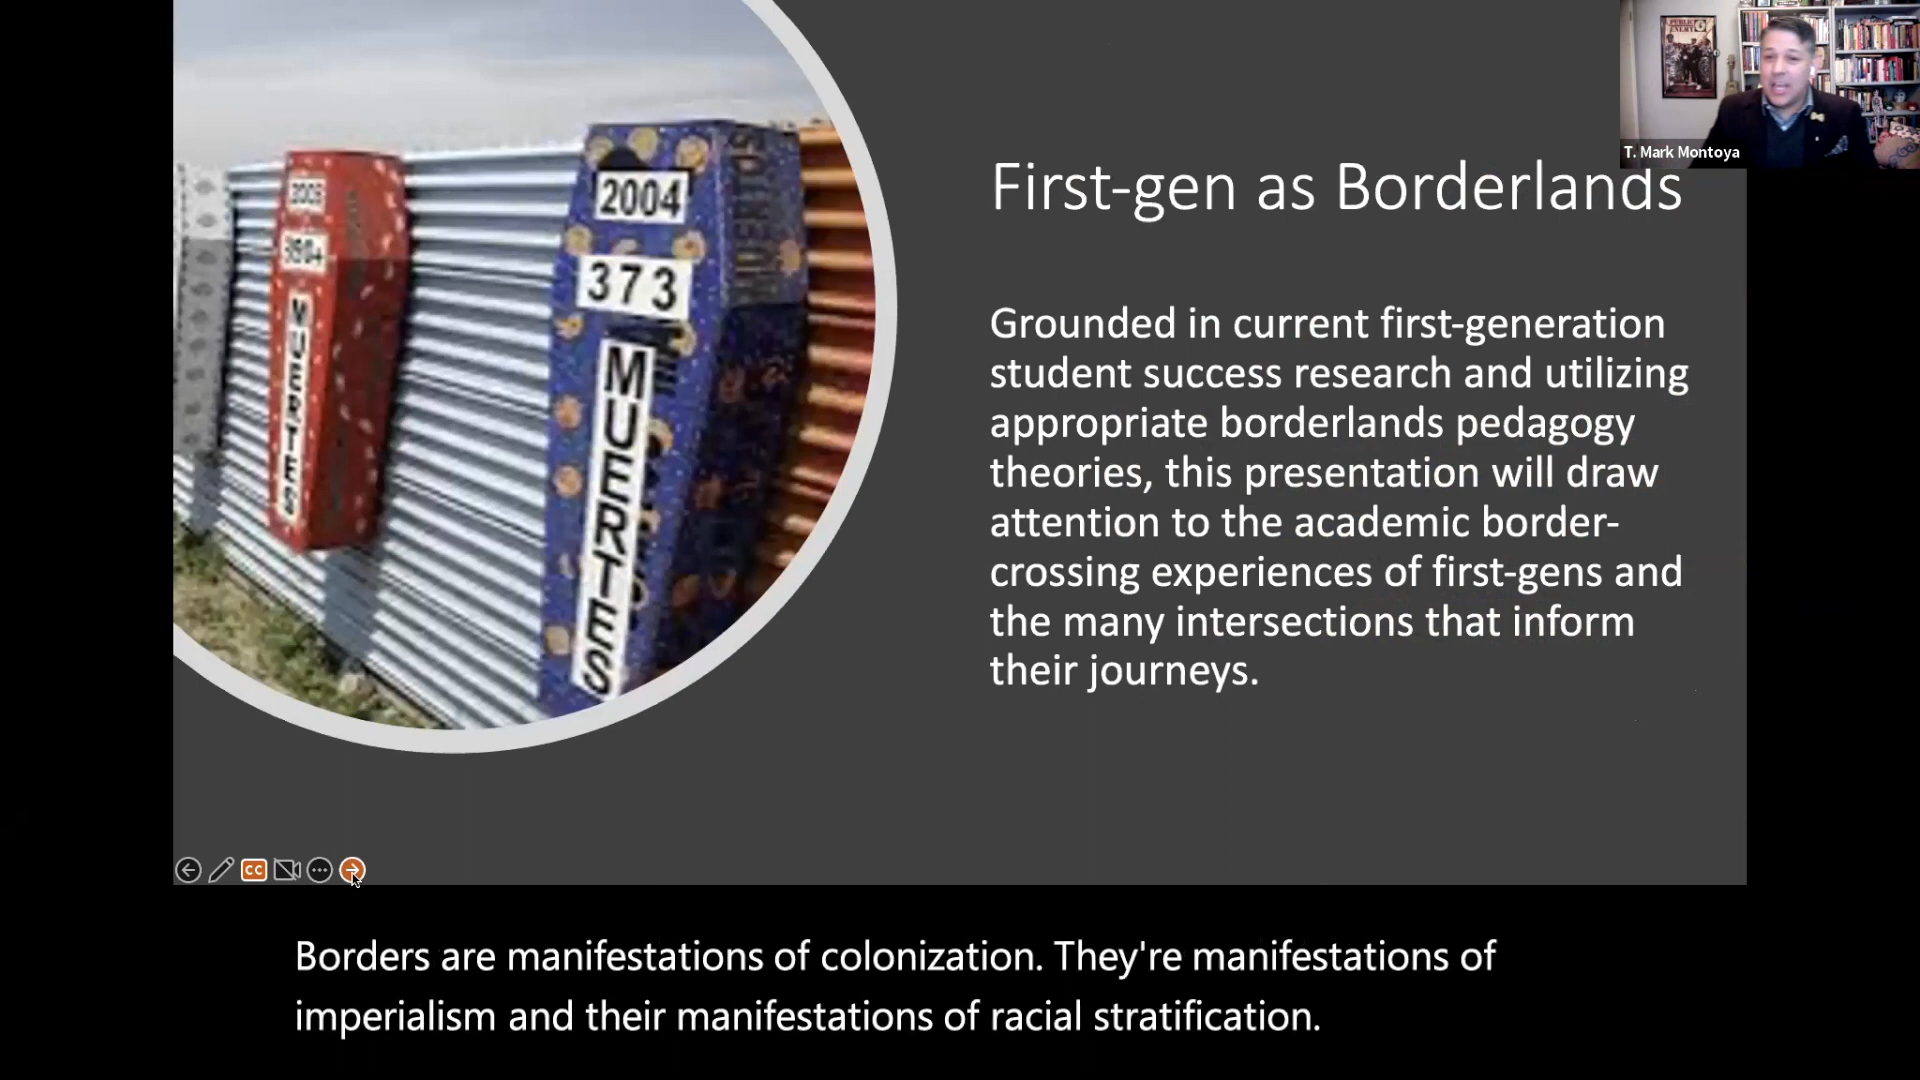 PUBLIC
ENEMY
T. Mark Montoya
First-gen as Borderlands
2004
373
MUERTES
MUERTES
Grounded in current first-generation
student success research and utilizing
appropriate borderlands pedagogy
theories, this presentation will draw
attention to the academic border-
crossing experiences of first-gens and
the many intersections that inform
their journeys.
CC
Borders are manifestations of colonization. They're manifestations of
imperialism and their manifestations of racial stratification.